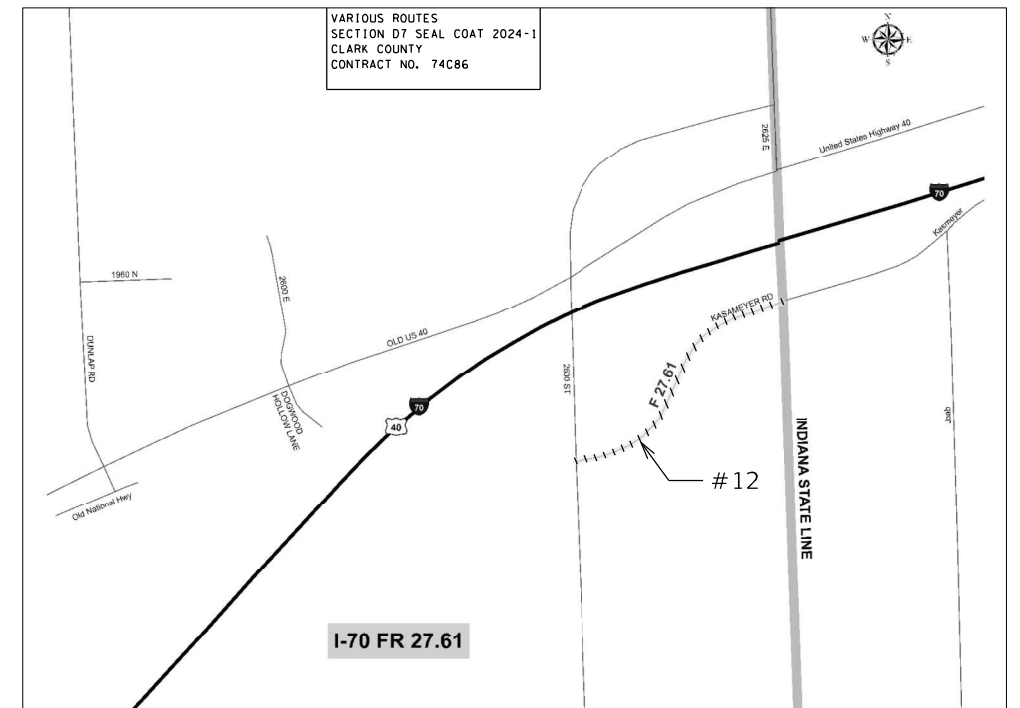 VARIOUS ROUTES
SECTION D7 SEAL COAT 2024-1
CLARK COUNTY
CONTRACT NO. 74C86
N
W E
S
2625 E
United States Highway 40
70
Kasmeyer
1960 N
2600 E
OLD US 40
KASAMEYER RD
DUNLAP RD
2600 ST
F 27.61
70
40
DOGWOOD
HOLLOW LANE
Jacob
#12
INDIANA STATE LINE
Old National Hwy
I-70 FR 27.61